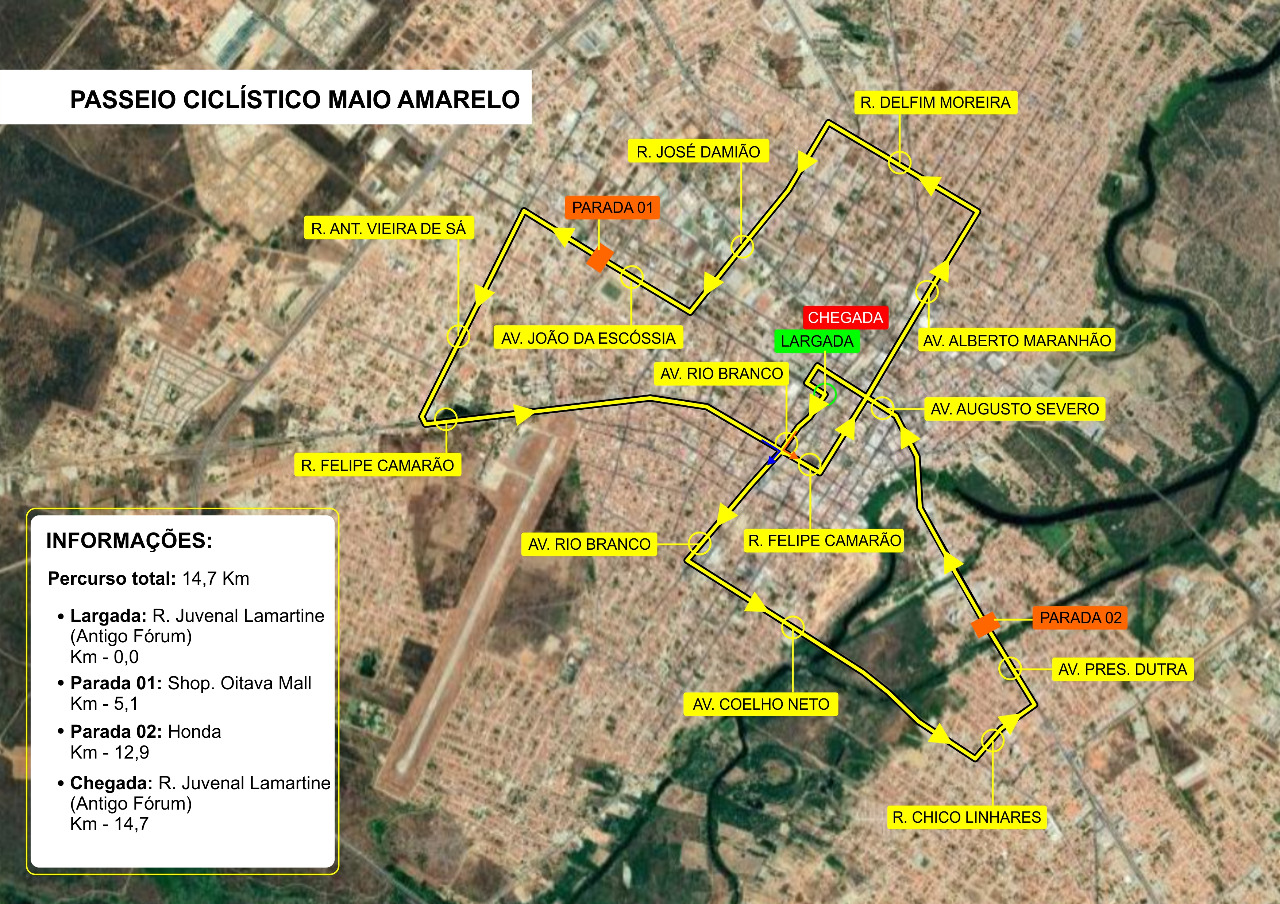 PASSEIO CICLÍSTICO MAIO AMARELO
R. DELFIM MOREIRA
R. JOSÉ DAMIÃO
PARADA 01
R. ANT. VIEIRA DE SÁ
CHEGADA
LARGADA
AV. JOÃO DA ESCÓSSIA
AV. ALBERTO MARANHÃO
AV. RIO BRANCO
AV. AUGUSTO SEVERO
R. FELIPE CAMARÃO
AV. RIO BRANCO
R. FELIPE CAMARÃO
PARADA 02
AV. PRES. DUTRA
AV. COELHO NETO
R. CHICO LINHARES
INFORMAÇÕES:
Percurso total: 14,7 Km
• Largada: R. Juvenal Lamartine
(Antigo Fórum)
Km - 0,0
• Parada 01: Shop. Oitava Mall
Km - 5,1
• Parada 02: Honda
Km - 12,9
• Chegada: R. Juvenal Lamartine
(Antigo Fórum)
Km - 14,7